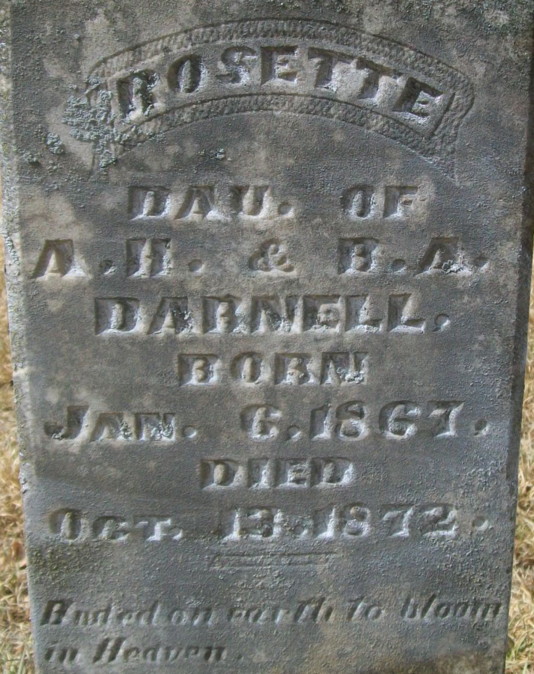 ROSETTE
DAU. OF
A.H. & B.A.
DARNELL.
BORN
JAN. 6.1867.
DIED
OCT. 13.1872.
Buded on earth to bloom
in Heaven.